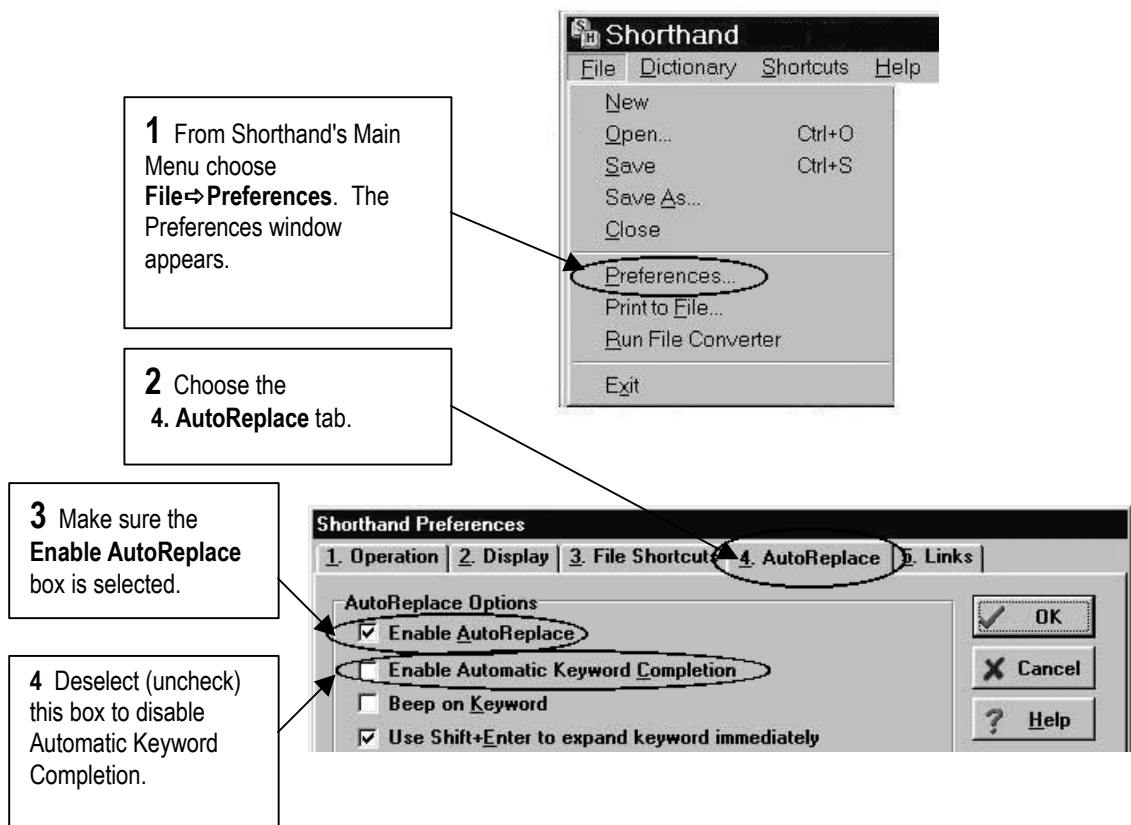 Shorthand
File Dictionary Shortcuts Help
New
Open... Ctrl+O
Save Ctrl+S
Save As...
Close
Preferences...
Print to File...
Run File Converter
Exit
1 From Shorthand's Main
Menu choose
File⇨Preferences. The
Preferences window
appears.
2 Choose the
4. AutoReplace tab.
3 Make sure the
Enable AutoReplace
box is selected.
4 Deselect (uncheck)
this box to disable
Automatic Keyword
Completion.
Shorthand Preferences
1. Operation 2. Display 3. File Shortcuts 4. AutoReplace 5. Links
AutoReplace Options
Enable AutoReplace
Enable Automatic Keyword Completion
Beep on Keyword
Use Shift+Enter to expand keyword immediately
OK
Cancel
Help